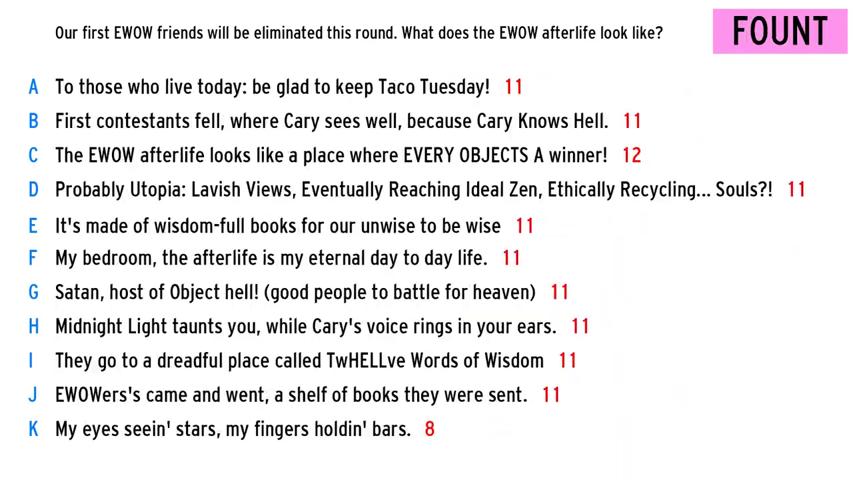 Our first EWOW friends will be eliminated this round. What does the EWOW afterlife look like?
FOUNT
A To those who live today: be glad to keep Taco Tuesday! 11
B First contestants fell, where Cary sees well, because Cary Knows Hell. 11
C The EWOW afterlife looks like a place where EVERY OBJECTS A winner! 12
D Probably Utopia: Lavish Views, Eventually Reaching Ideal Zen, Ethically Recycling... Souls?! 11
E It's made of wisdom-full books for our unwise to be wise 11
F My bedroom, the afterlife is my eternal day to day life. 11
G Satan, host of Object hell! (good people to battle for heaven) 11
H Midnight Light taunts you, while Cary's voice rings in your ears. 11
I They go to a dreadful place called TwHELLve Words of Wisdom 11
J EWOWers's came and went, a shelf of books they were sent. 11
K My eyes seein' stars, my fingers holdin' bars. 8